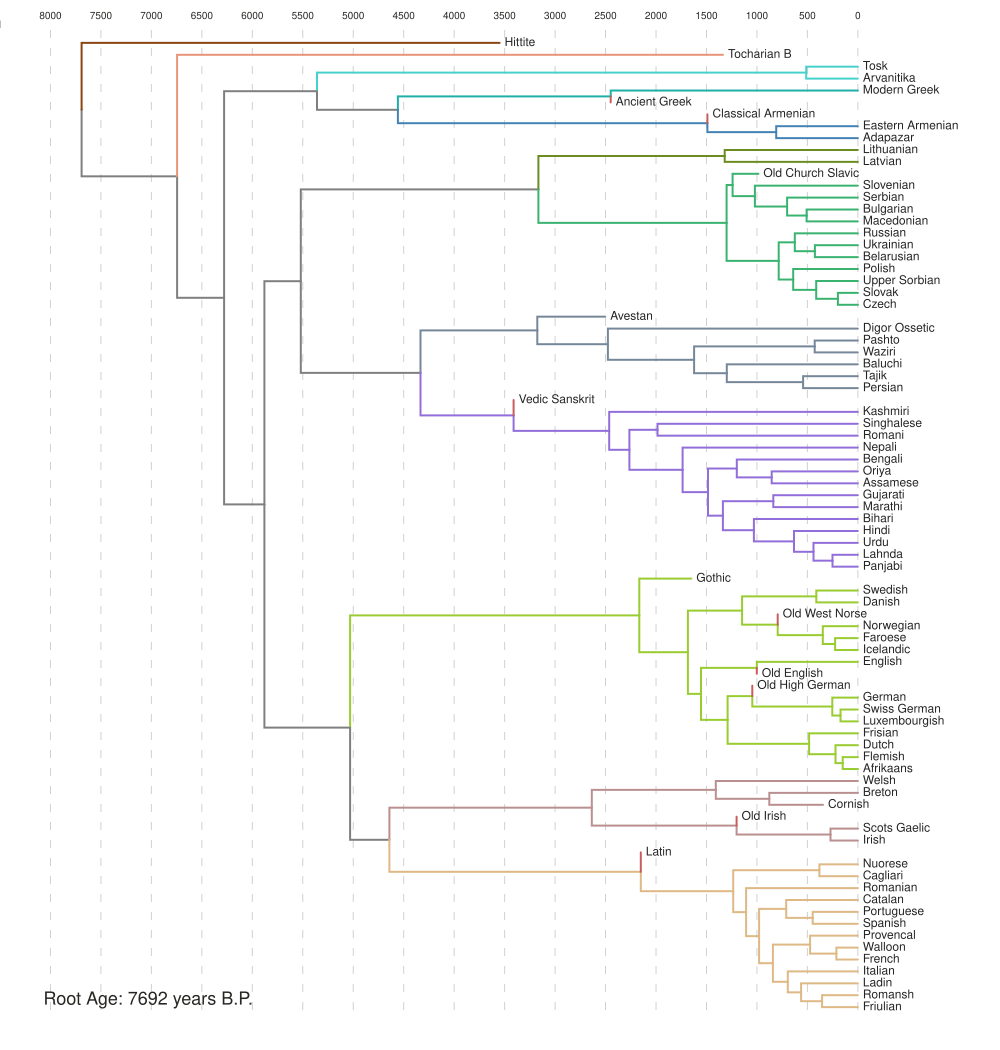 8000 7500 7000 6500 6000 5500 5000 4500 4000 3500 3000 2500 2000 1500 1000 500 0
Hittite
Tocharian B
Tosk
Arvanitika
Modern Greek
Ancient Greek
Classical Armenian
Eastern Armenian
Adapazar
Lithuanian
Latvian
Old Church Slavic
Slovenian
Serbian
Bulgarian
Macedonian
Russian
Ukrainian
Belarusian
Polish
Upper Sorbian
Slovak
Czech
Avestan
Digor Ossetic
Pashto
Waziri
Baluchi
Tajik
Persian
Vedic Sanskrit
Kashmiri
Singhalese
Romani
Nepali
Bengali
Oriya
Assamese
Gujarati
Marathi
Bihari
Hindi
Urdu
Lahnda
Panjabi
Gothic
Swedish
Danish
Old West Norse
Norwegian
Faroese
Icelandic
English
Old English
Old High German
German
Swiss German
Luxembourgish
Frisian
Dutch
Flemish
Afrikaans
Welsh
Breton
Cornish
Old Irish
Scots Gaelic
Irish
Latin
Nuorese
Cagliari
Romanian
Catalan
Portuguese
Spanish
Provencal
Walloon
French
Italian
Ladin
Romansh
Friulian
Root Age: 7692 years B.P.